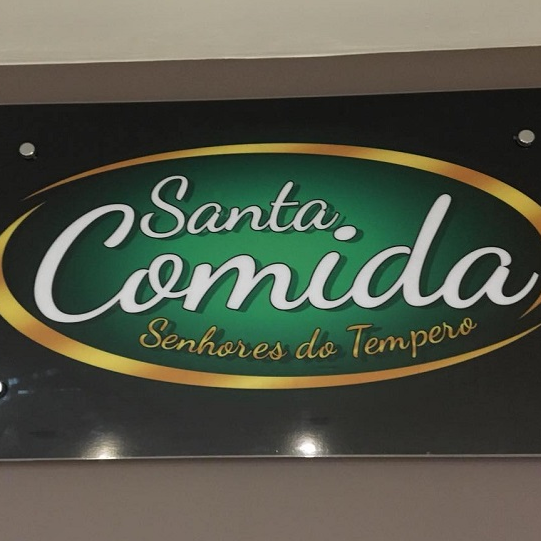 Santa
Comida
Senhores do Tempero